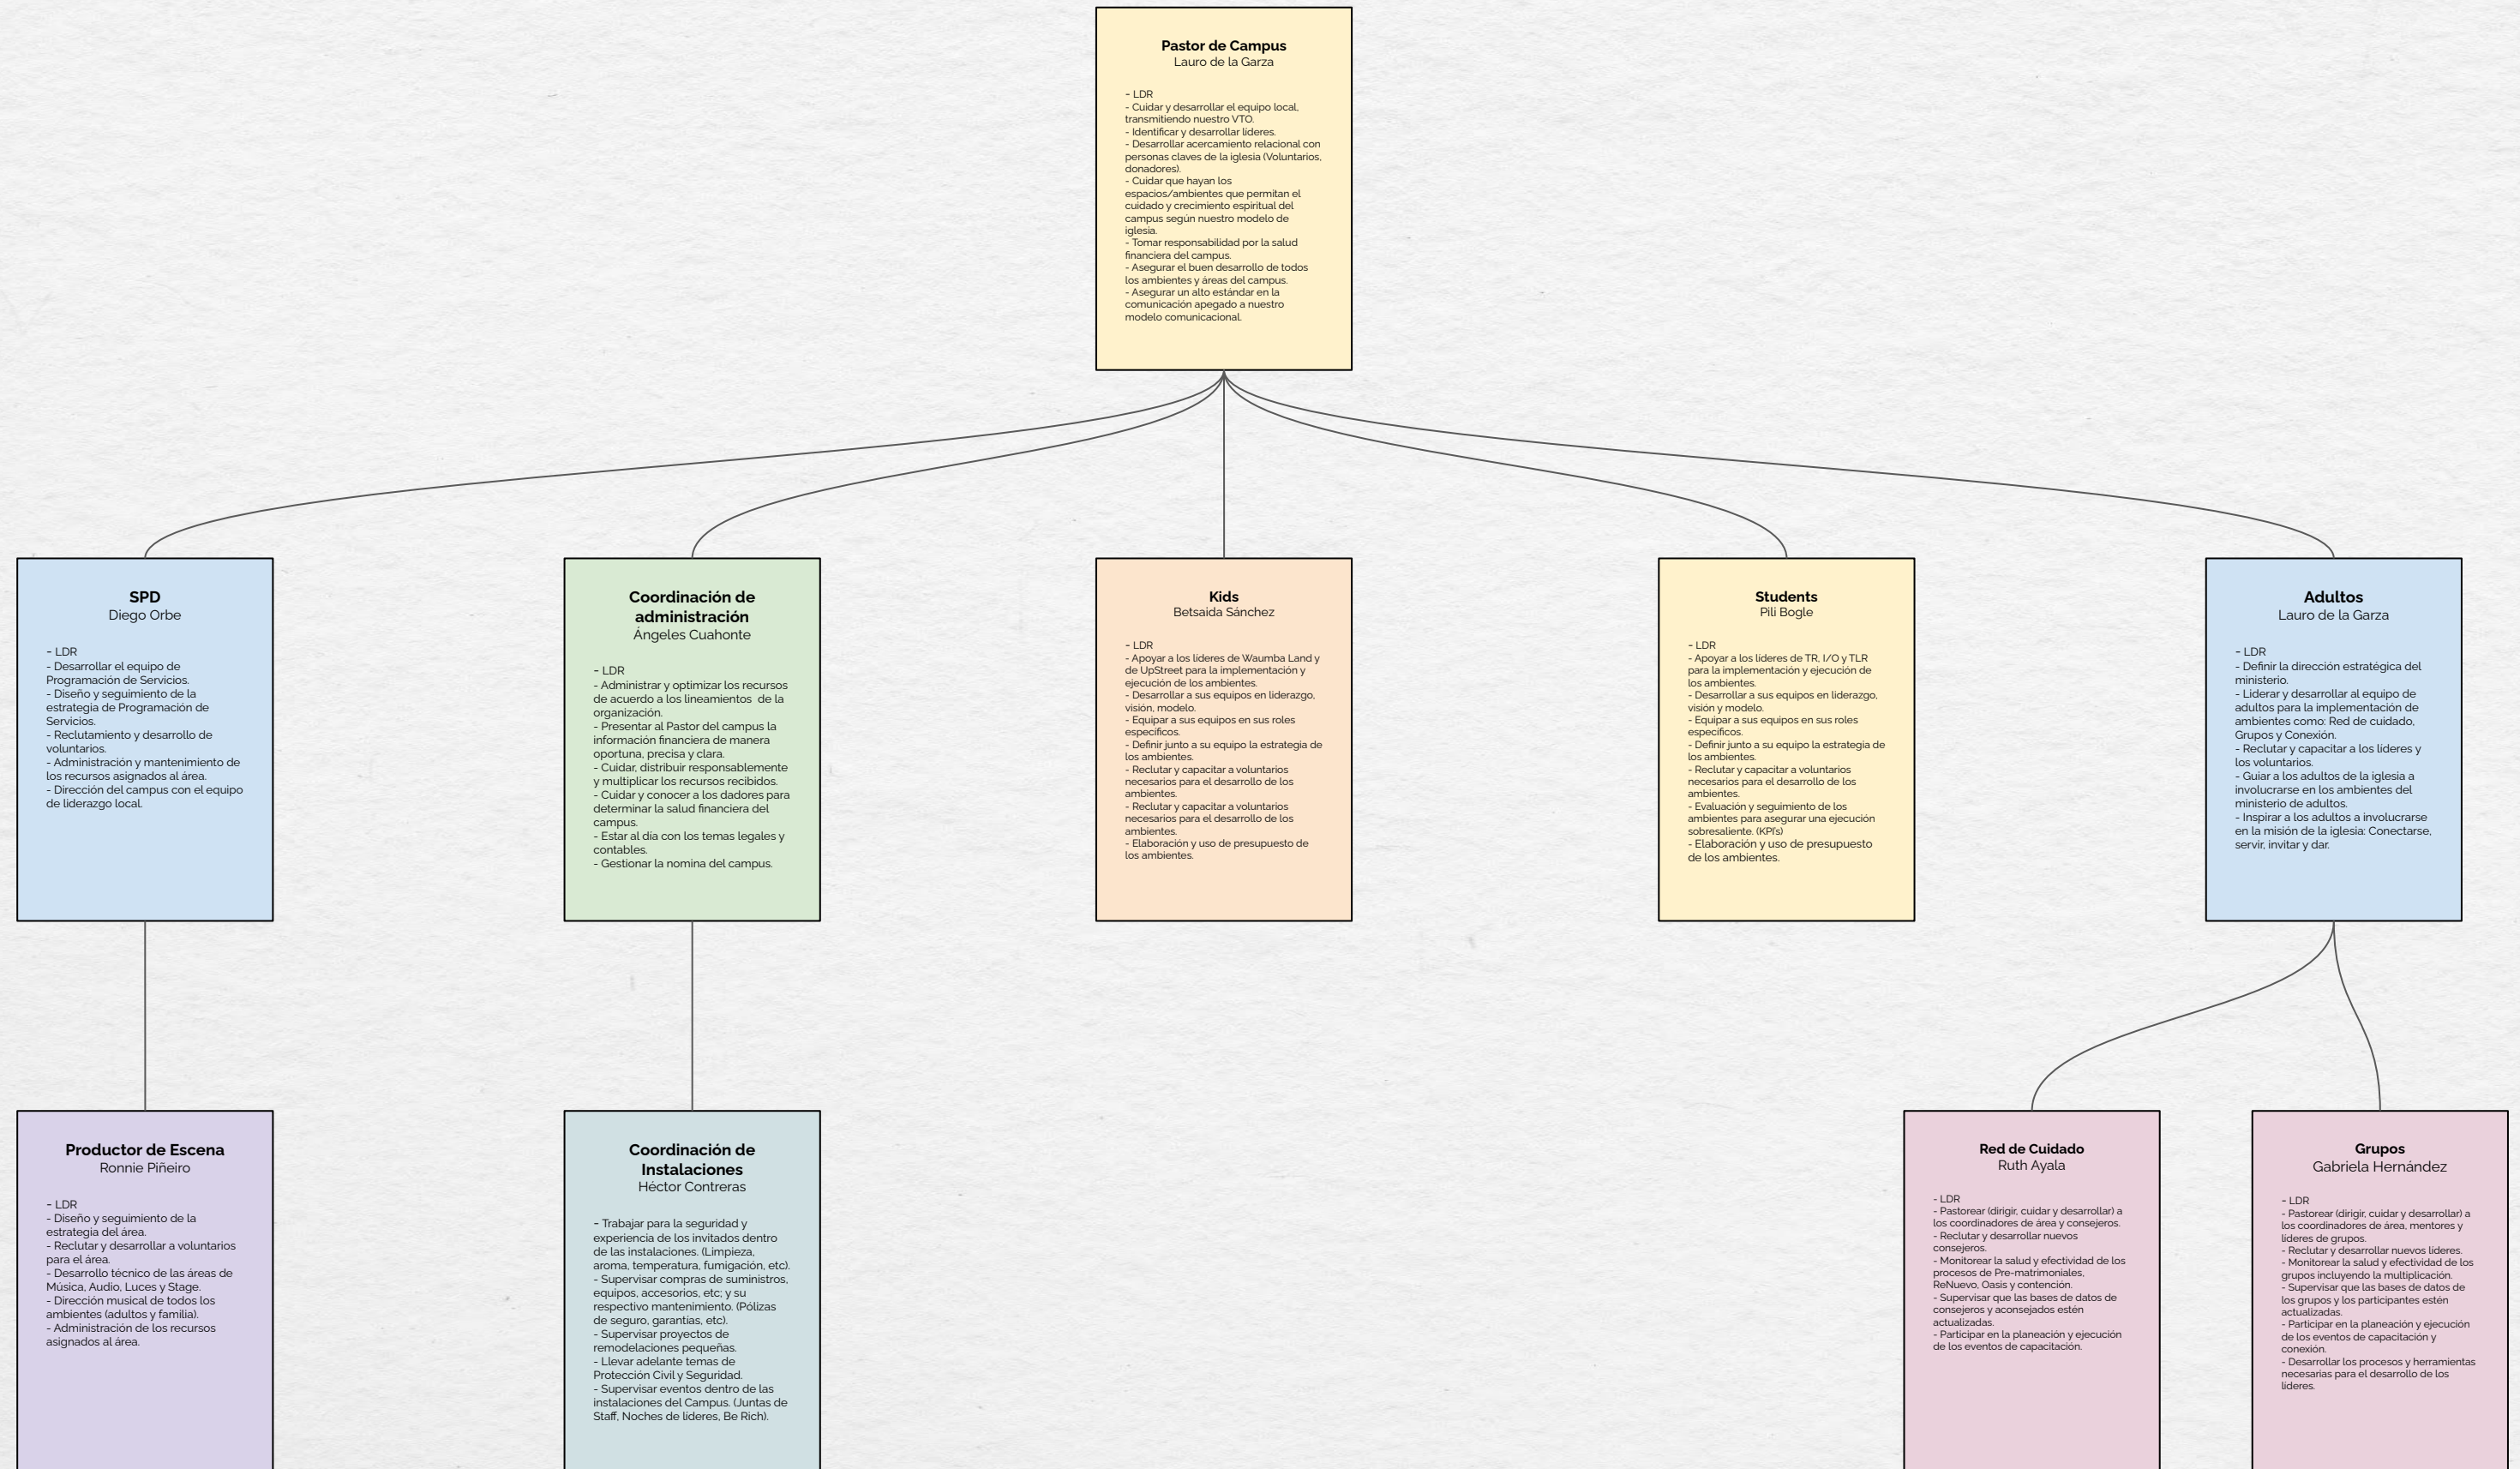 Pastor de Campus
Lauro de la Garza
- LDR
- Cuidar y desarrollar el equipo local,
transmitiendo nuestro VTO.
- Identificar y desarrollar líderes.
- Desarrollar acercamiento relacional con
personas claves de la iglesia (Voluntarios,
donadores).
- Cuidar que hayan los
espacios/ambientes que permitan el
cuidado y crecimiento espiritual del
campus según nuestro modelo de
iglesia.
- Tomar responsabilidad por la salud
financiera del campus.
- Asegurar el buen desarrollo de todos
los ambientes y áreas del campus.
- Asegurar un alto estándar en la
comunicación apegado a nuestro
modelo comunicacional.
SPD
Diego Orbe
- LDR
- Desarrollar el equipo de
Programación de Servicios.
- Diseño y seguimiento de la
estrategia de Programación de
Servicios.
- Reclutamiento y desarrollo de
voluntarios.
- Administración y mantenimiento de
los recursos asignados al área.
- Dirección del campus con el equipo
de liderazgo local.
Coordinación de
administración
Ángeles Cuahonte
- LDR
- Administrar y optimizar los recursos
de acuerdo a los lineamientos  de la
organización.
- Presentar al Pastor del campus la
información financiera de manera
oportuna, precisa y clara.
- Cuidar, distribuir responsablemente
y multiplicar los recursos recibidos.
- Cuidar y conocer a los dadores para
determinar la salud financiera del
campus.
- Estar al día con los temas legales y
contables.
- Gestionar la nomina del campus.
Kids
Betsaida Sánchez
- LDR
- Apoyar a los líderes de Waumba Land y
de UpStreet para la implementación y
ejecución de los ambientes.
- Desarrollar a sus equipos en liderazgo,
visión, modelo.
- Equipar a sus equipos en sus roles
específicos.
- Definir junto a su equipo la estrategia de
los ambientes.
- Reclutar y capacitar a voluntarios
necesarios para el desarrollo de los
ambientes.
- Reclutar y capacitar a voluntarios
necesarios para el desarrollo de los
ambientes.
- Elaboración y uso de presupuesto de
los ambientes.
Students
Pili Bogle
- LDR
- Apoyar a los líderes de TR, I/O y TLR
para la implementación y ejecución de
los ambientes.
- Desarrollar a sus equipos en liderazgo,
visión y modelo.
- Equipar a sus equipos en sus roles
específicos.
- Definir junto a su equipo la estrategia de
los ambientes.
- Reclutar y capacitar a voluntarios
necesarios para el desarrollo de los
ambientes.
- Evaluación y seguimiento de los
ambientes para asegurar una ejecución
sobresaliente. (KPI's)
- Elaboración y uso de presupuesto
de los ambientes.
Adultos
Lauro de la Garza
- LDR
- Definir la dirección estratégica del
ministerio.
- Liderar y desarrollar al equipo de
adultos para la implementación de
ambientes como: Red de cuidado,
Grupos y Conexión.
- Reclutar y capacitar a los líderes y
los voluntarios.
- Guiar a los adultos de la iglesia a
involucrarse en los ambientes del
ministerio de adultos.
- Inspirar a los adultos a involucrarse
en la misión de la iglesia: Conectarse,
servir, invitar y dar.
Productor de Escena
Ronnie Piñeiro
- LDR
- Diseño y seguimiento de la
estrategia del área.
- Reclutar y desarrollar a voluntarios
para el área.
- Desarrollo técnico de las áreas de
Música, Audio, Luces y Stage.
- Dirección musical de todos los
ambientes (adultos y familia).
- Administración de los recursos
asignados al área.
Coordinación de
Instalaciones
Héctor Contreras
- Trabajar para la seguridad y
experiencia de los invitados dentro
de las instalaciones. (Limpieza,
aroma, temperatura, fumigación, etc).
- Supervisar compras de suministros,
equipos, accesorios, etc; y su
respectivo mantenimiento. (Pólizas
de seguro, garantías, etc).
- Supervisar proyectos de
remodelaciones pequeñas.
- Llevar adelante temas de
Protección Civil y Seguridad.
- Supervisar eventos dentro de las
instalaciones del Campus. (Juntas de
Staff, Noches de líderes, Be Rich).
Red de Cuidado
Ruth Ayala
- LDR
- Pastorear (dirigir, cuidar y desarrollar) a
los coordinadores de área y consejeros.
- Reclutar y desarrollar nuevos
consejeros.
- Monitorear la salud y efectividad de los
procesos de Pre-matrimoniales,
ReNuevo, Oasis y contención.
- Supervisar que las bases de datos de
consejeros y aconsejados estén
actualizadas.
- Participar en la planeación y ejecución
de los eventos de capacitación.
Grupos
Gabriela Hernández
- LDR
- Pastorear (dirigir, cuidar y desarrollar) a
los coordinadores de área, mentores y
líderes de grupos.
- Reclutar y desarrollar nuevos líderes.
- Monitorear la salud y efectividad de los
grupos incluyendo la multiplicación.
- Supervisar que las bases de datos de
los grupos y los participantes estén
actualizadas.
- Participar en la planeación y ejecución
de los eventos de capacitación y
conexión.
- Desarrollar los procesos y herramientas
necesarias para el desarrollo de los
líderes.